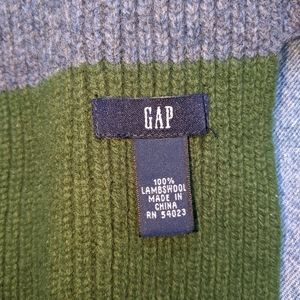 GAP
100%
LAMBSWOOL
MADE IN
CHINA
RN 54023